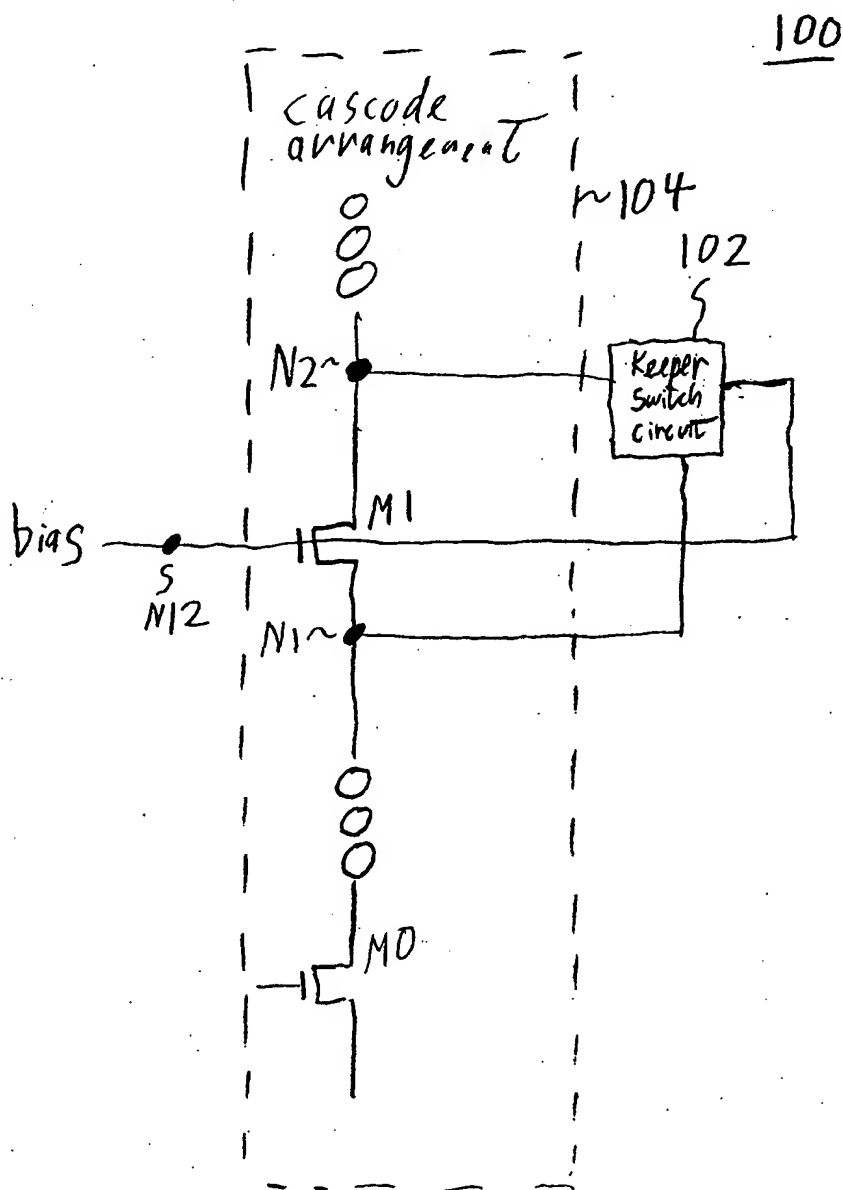 100
cascode
arrangement
~104
102
N2~
Keeper
Switch
circuit
M1
bias
N12
N1~
M0